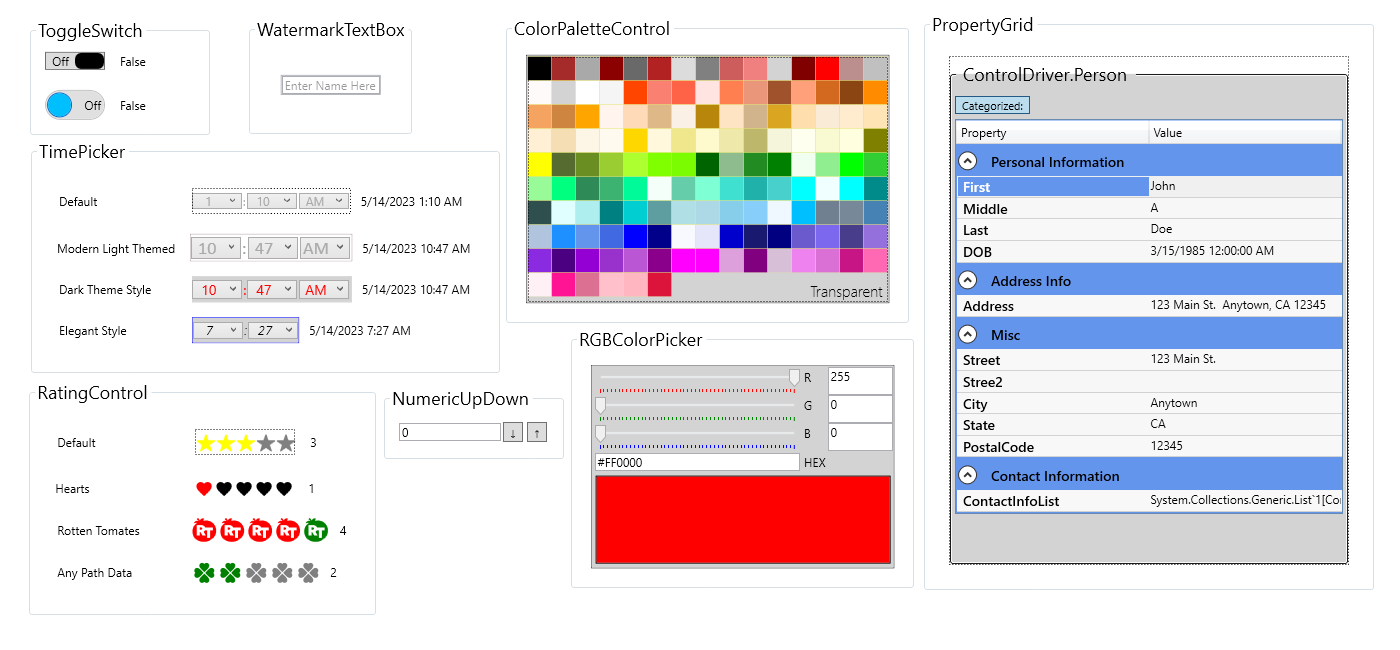 ToggleSwitch
Off False
Off False
WatermarkTextBox
Enter Name Here
TimePicker
Default 1 : 10 AM 5/14/2023 1:10 AM
Modern Light Themed 10 : 47 AM 5/14/2023 10:47 AM
Dark Theme Style 10 : 47 AM 5/14/2023 10:47 AM
Elegant Style 7 : 27 5/14/2023 7:27 AM
RatingControl
Default 3
Hearts 1
Rotten Tomates RT RT RT RT RT 4
Any Path Data 2
NumericUpDown
0 ↓ ↑
ColorPaletteControl
Transparent
RGBColorPicker
R 255
G 0
B 0
#FF0000 HEX
PropertyGrid
ControlDriver.Person
Categorized:
Property Value
Personal Information
First John
Middle A
Last Doe
DOB 3/15/1985 12:00:00 AM
Address Info
Address 123 Main St. Anytown, CA 12345
Misc
Street 123 Main St.
Stree2
City Anytown
State CA
PostalCode 12345
Contact Information
ContactInfoList System.Collections.Generic.List`1[Co